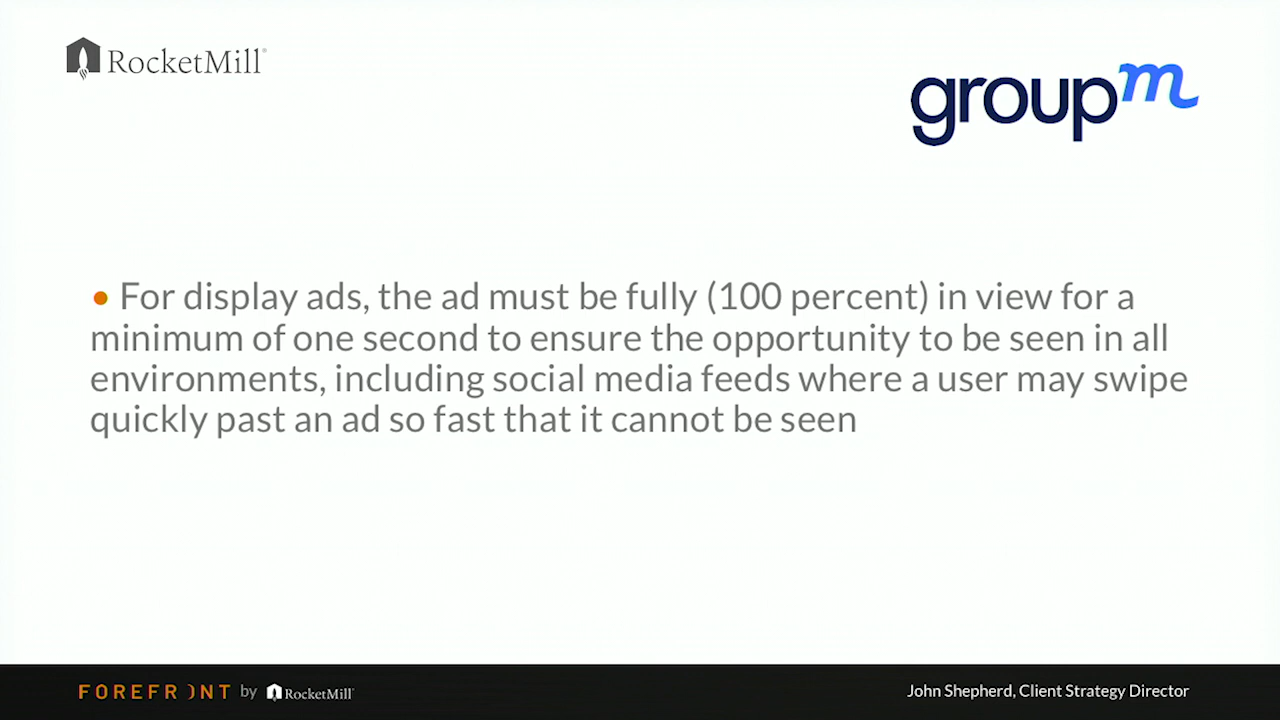 RocketMill®
groupm
• For display ads, the ad must be fully (100 percent) in view for a
minimum of one second to ensure the opportunity to be seen in all
environments, including social media feeds where a user may swipe
quickly past an ad so fast that it cannot be seen
FOREFRONT by RocketMill®
John Shepherd, Client Strategy Director